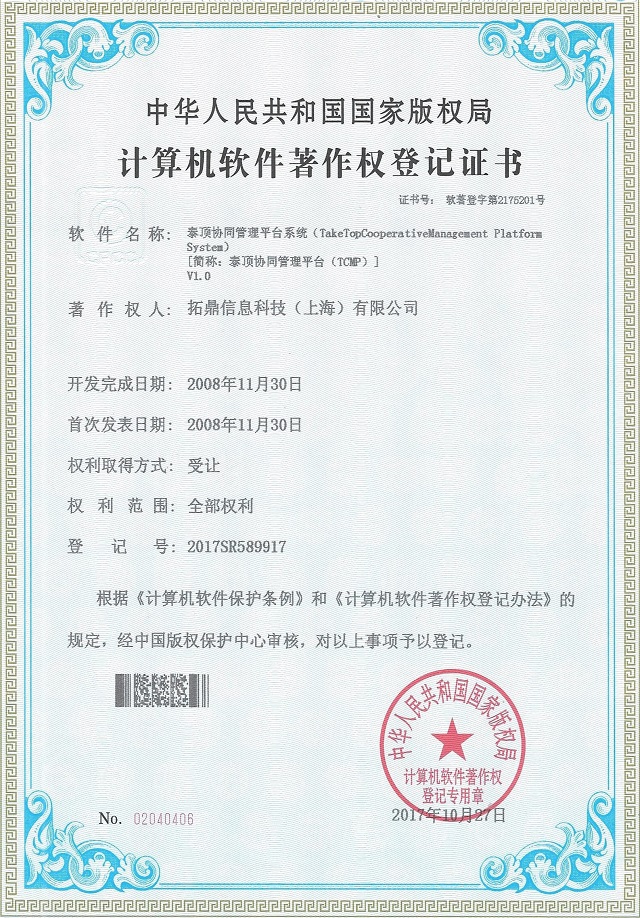 中华人民共和国国家版权局
计算机软件著作权登记证书
证书号： 软著登字第2175201号
软件名称： 泰顶协同管理平台系统（TakeTopCooperativeManagement Platform
System）
[简称：泰顶协同管理平台（TCMP）]
V1.0
著作权人： 拓鼎信息科技（上海）有限公司
开发完成日期： 2008年11月30日
首次发表日期： 2008年11月30日
权利取得方式： 受让
权利范围： 全部权利
登记号： 2017SR589917
根据《计算机软件保护条例》和《计算机软件著作权登记办法》的
规定，经中国版权保护中心审核，对以上事项予以登记。
中华人民共和国国家版权局
计算机软件著作权
登记专用章
2017年10月27日
No. 02040406
CPCC